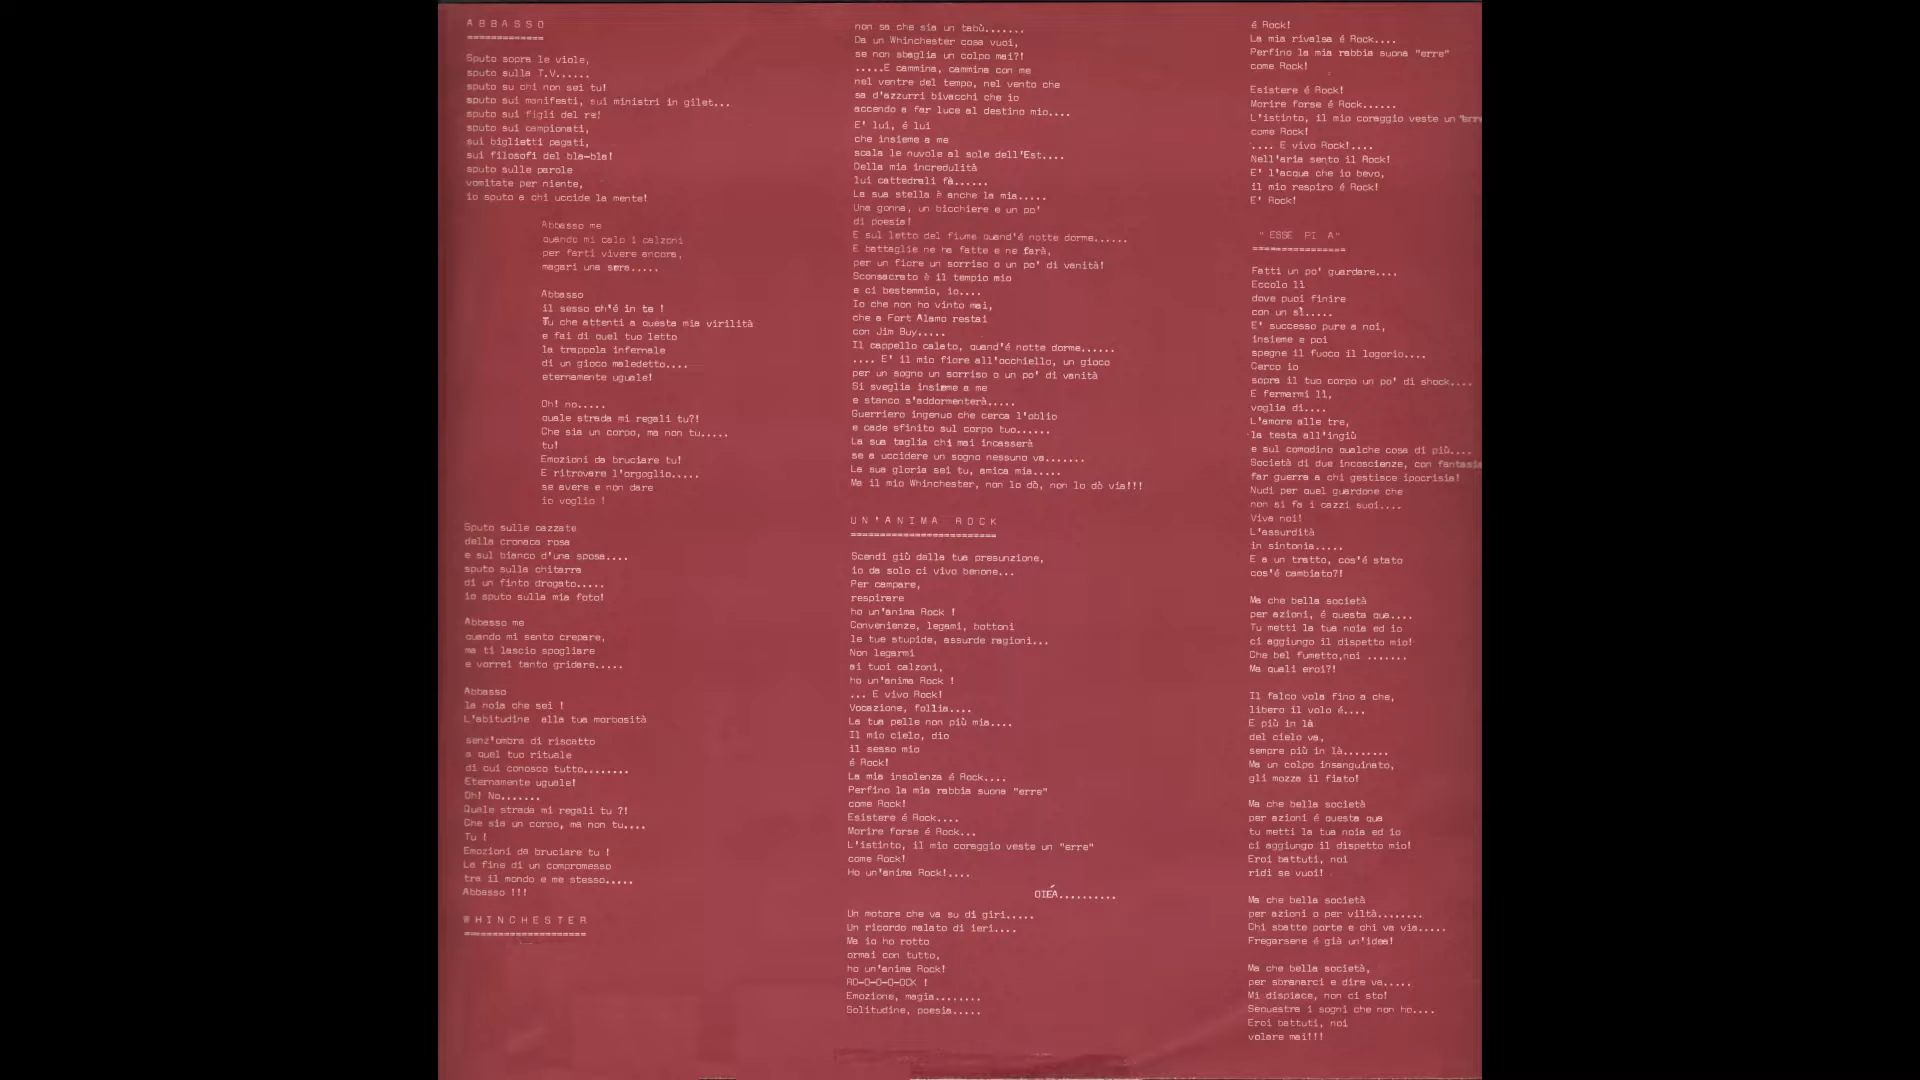 ABBASSO
=============
Sputo sopra le viole,
sputo sulla T.V......
sputo su chi non sei tu!
sputo sui manifesti, sui ministri in gilet...
sputo sui figli del re!
sputo sui campionati,
sui biglietti pagati,
sui filosofi del bla-bla!
sputo sulle parole
vomitate per niente,
io sputo a chi uccide la mente!
Abbasso me
quando mi calo i calzoni
per farti vivere ancora,
magari una sera.....
Abbasso
il sesso ch'é in te !
Tu che attenti a questa mia virilità
e fai di quel tuo letto
la trappola infernale
di un gioco maledetto....
eternamente uguale!
Oh! no.....
quale strada mi regali tu?!
Che sia un corpo, ma non tu.....
tu!
Emozioni da bruciare tu!
E ritrovare l'orgoglio.....
se avere e non dare
io voglio !
Sputo sulle cazzate
della cronaca rosa
e sul bianco d'una sposa....
sputo sulla chitarra
di un finto drogato.....
io sputo sulla mia foto!
Abbasso me
quando mi sento crepare,
ma ti lascio spogliare
e vorrei tanto gridare.....
Abbasso
la noia che sei !
L'abitudine alla tua morbosità
senz'ombra di riscatto
a quel tuo rituale
di cui conosco tutto........
Eternamente uguale!
Oh! No.......
Quale strada mi regali tu ?!
Che sia un corpo, ma non tu....
Tu !
Emozioni da bruciare tu !
La fine di un compromesso
tra il mondo e me stesso.....
Abbasso !!!
WHINCHESTER
=====================
non sa che sia un tabù.......
Da un Whinchester cosa vuoi,
se non sbaglia un colpo mai?!
.....E cammina, cammina con me
nel ventre del tempo, nel vento che
sa d'azzurri bivacchi che io
accendo a far luce al destino mio....
E' lui, é lui
che insieme a me
scala le nuvole al sole dell'Est....
Della mia incredulità
lui cattedrali fà......
La sua stella è anche la mia.....
Una gonna, un bicchiere e un po'
di poesia!
E sul letto del fiume quand'é notte dorme......
E battaglie ne ha fatte e ne farà,
per un fiore un sorriso o un po' di vanità!
Sconsacrato è il tempio mio
e ci bestemmio, io....
Io che non ho vinto mai,
che a Fort Alamo restai
con Jim Buy.....
Il cappello calato, quand'é notte dorme......
.... E' il mio fiore all'occhiello, un gioco
per un sogno un sorriso o un po' di vanità
Si sveglia insieme a me
e stanco s'addormenterà.....
Guerriero ingenuo che cerca l'oblio
e cade sfinito sul corpo tuo......
La sua taglia chi mai incasserà
se a uccidere un sogno nessuno va.......
La sua gloria sei tu, amica mia.....
Ma il mio Whinchester, non lo dò, non lo dò via!!!
UN'ANIMA ROCK
=========================
Scendi giù dalla tua presunzione,
io da solo ci vivo benone...
Per campare,
respirare
ho un'anima Rock !
Convenienze, legami, bottoni
le tue stupide, assurde ragioni...
Non legarmi
ai tuoi calzoni,
ho un'anima Rock !
... E vivo Rock!
Vocazione, follia....
La tua pelle non più mia....
Il mio cielo, dio
il sesso mio
é Rock!
La mia insolenza é Rock....
Perfino la mia rabbia suona "erre"
come Rock!
Esistere é Rock....
Morire forse é Rock...
L'istinto, il mio coraggio veste un "erre"
come Rock!
Ho un'anima Rock!....
OIEÁ..........
Un motore che va su di giri.....
Un ricordo malato di ieri....
Ma io ho rotto
ormai con tutto,
ho un'anima Rock!
RO-O-O-O-OCK !
Emozione, magia........
Solitudine, poesia.....
é Rock!
La mia rivalsa é Rock....
Perfino la mia rabbia suona "erre"
come Rock!
Esistere é Rock!
Morire forse é Rock......
L'istinto, il mio coraggio veste un "erre
come Rock!
.... E vivo Rock!....
Nell'aria sento il Rock!
E' l'acqua che io bevo,
il mio respiro é Rock!
E' Rock!
" ESSE PI A"
================
Fatti un po' guardare....
Eccolo lì
dove puoi finire
con un sì.....
E' successo pure a noi,
insieme e poi
spegne il fuoco il logorio....
Cerco io
sopra il tuo corpo un po' di shock....
E fermarmi lì,
voglia di....
L'amore alle tre,
la testa all'ingiù
e sul comodino qualche cosa di più....
Società di due incoscienze, con fantasia
far guerra a chi gestisce ipocrisia!
Nudi per quel guardone che
non si fa i cazzi suoi....
Viva noi!
L'assurdità
in sintonia.....
E a un tratto, cos'é stato
cos'é cambiato?!
Ma che bella società
per azioni, é questa qua....
Tu metti la tua noia ed io
ci aggiungo il dispetto mio!
Che bel fumetto,noi .......
Ma quali eroi?!
Il falco vola fino a che,
libero il volo é....
E più in là
del cielo va,
sempre più in là........
Ma un colpo insanguinato,
gli mozza il fiato!
Ma che bella società
per azioni é questa qua
tu metti la tua noia ed io
ci aggiungo il dispetto mio!
Eroi battuti, noi
ridi se vuoi!
Ma che bella società
per azioni o per viltà........
Chi sbatte porte e chi va via.....
Fregarsene é già un'idea!
Ma che bella società,
per sbranarci e dire va.....
Mi dispiace, non ci sto!
Sequestra i sogni che non ho....
Eroi battuti, noi
volare mai!!!